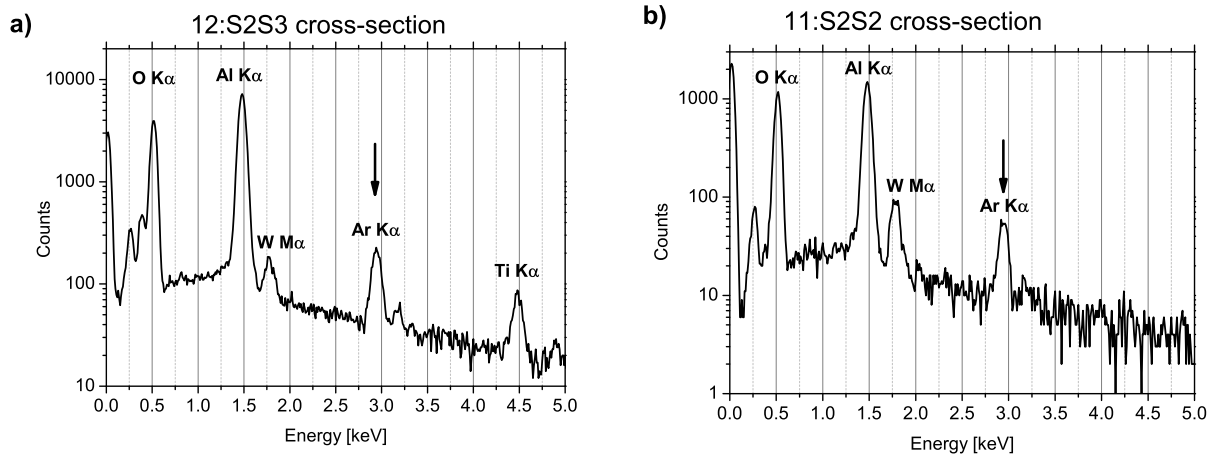 a)
12:S2S3 cross-section
10000
1000
100
10
Counts
O Kα
Al Kα
W Mα
Ar Kα
Ti Kα
0.0 0.5 1.0 1.5 2.0 2.5 3.0 3.5 4.0 4.5 5.0
Energy [keV]
b)
11:S2S2 cross-section
1000
100
10
1
Counts
O Kα
Al Kα
W Mα
Ar Kα
0.0 0.5 1.0 1.5 2.0 2.5 3.0 3.5 4.0 4.5 5.0
Energy [keV]